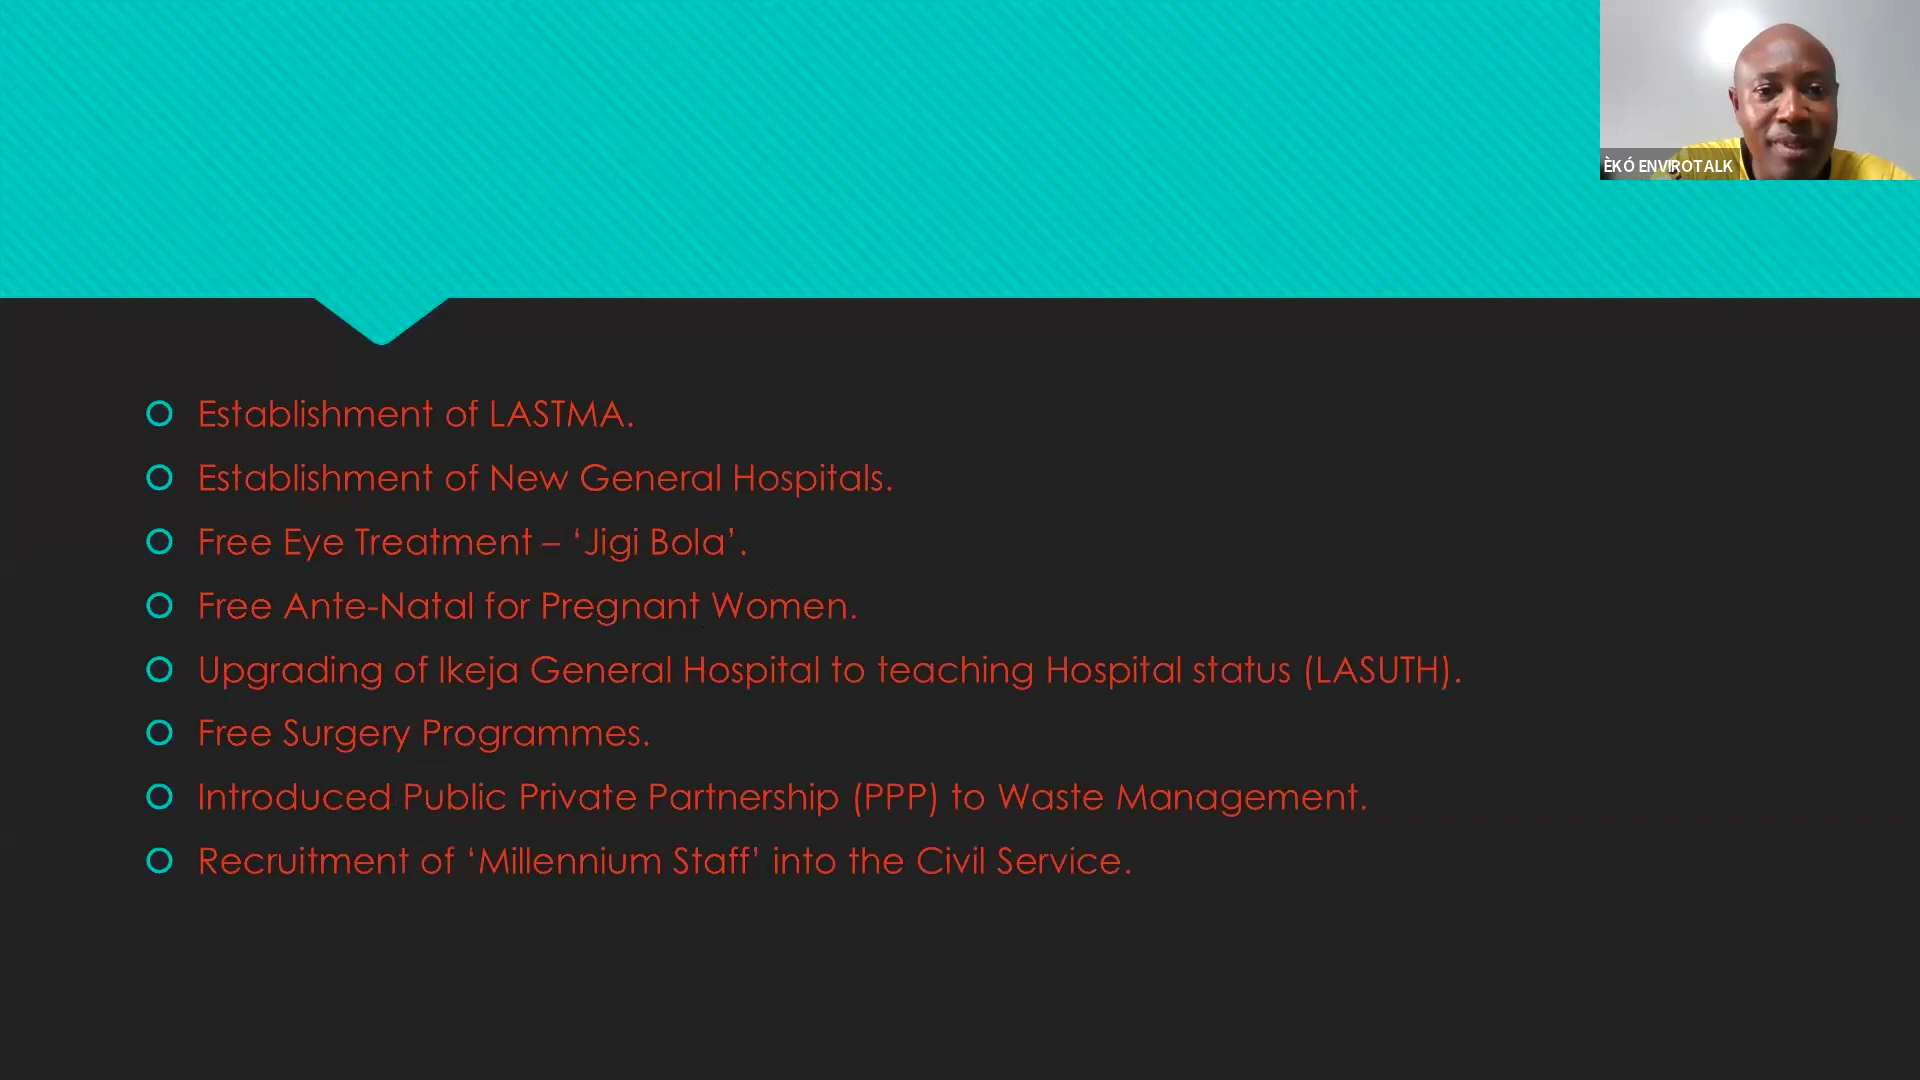 ÈKÓ ENVIROTALK
Establishment of LASTMA.
Establishment of New General Hospitals.
Free Eye Treatment – ‘Jigi Bola’.
Free Ante-Natal for Pregnant Women.
Upgrading of Ikeja General Hospital to teaching Hospital status (LASUTH).
Free Surgery Programmes.
Introduced Public Private Partnership (PPP) to Waste Management.
Recruitment of ‘Millennium Staff’ into the Civil Service.